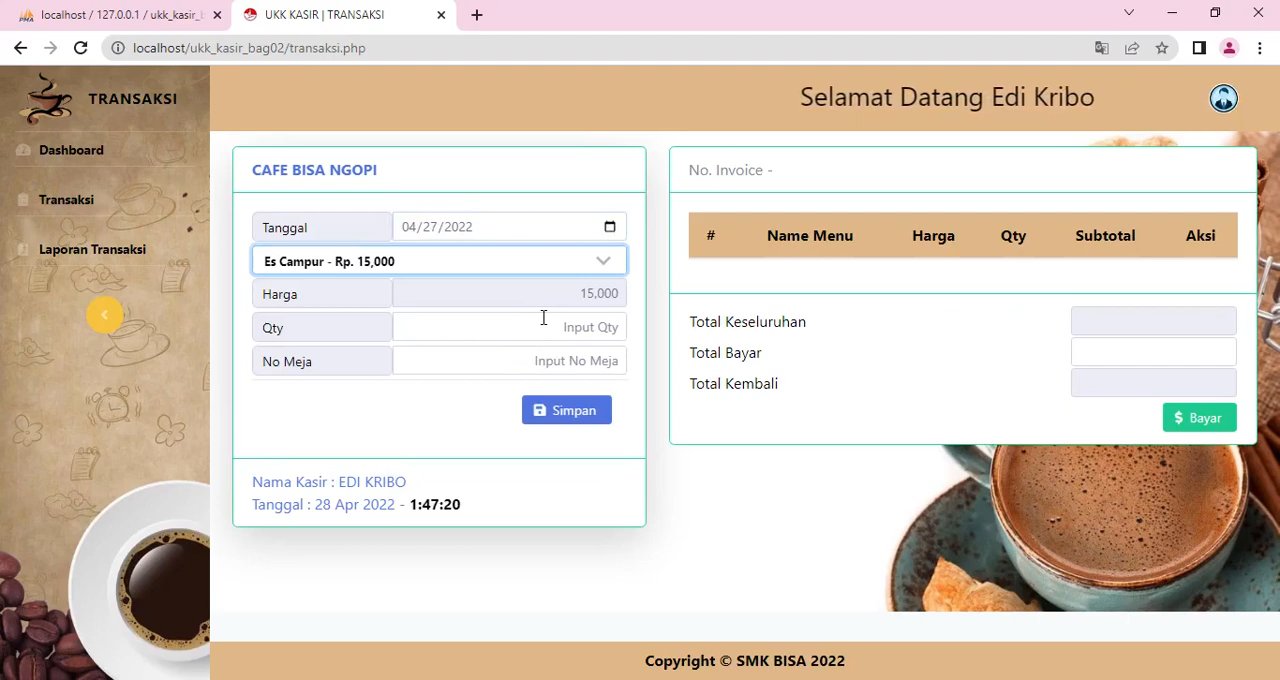 localhost / 127.0.0.1 / ukk_kasir_b
UKK KASIR | TRANSAKSI
localhost/ukk_kasir_bag02/transaksi.php
TRANSAKSI
Selamat Datang Edi Kribo
Dashboard
Transaksi
Laporan Transaksi
CAFE BISA NGOPI
Tanggal 04/27/2022
Es Campur - Rp. 15,000
Harga 15,000
Qty Input Qty
No Meja Input No Meja
Simpan
Nama Kasir : EDI KRIBO
Tanggal : 28 Apr 2022 - 1:47:20
No. Invoice -
# Name Menu Harga Qty Subtotal Aksi
Total Keseluruhan
Total Bayar
Total Kembali
$ Bayar
Copyright © SMK BISA 2022